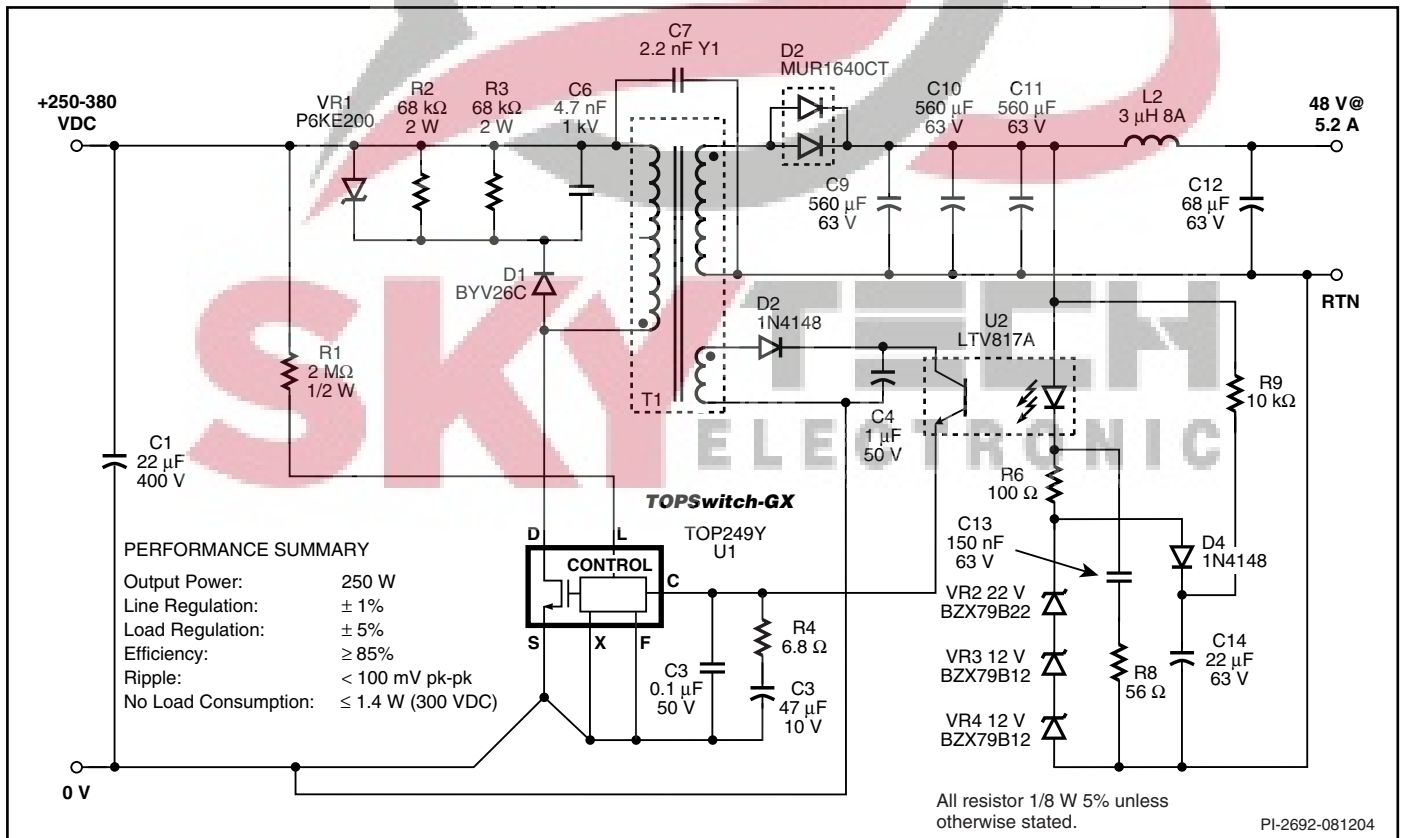 C7
2.2 nF Y1
D2
MUR1640CT
+250-380
VDC
VR1
P6KE200
R2
68 kΩ
2 W
R3
68 kΩ
2 W
C6
4.7 nF
1 kV
C10
560 µF
63 V
C11
560 µF
63 V
L2
3 µH 8A
48 V@
5.2 A
C9
560 µF
63 V
C12
68 µF
63 V
D1
BYV26C
RTN
D2
1N4148
U2
LTV817A
R1
2 MΩ
1/2 W
T1
R9
10 kΩ
C4
1 µF
50 V
C1
22 µF
400 V
SKYTECH
ELECTRONIC
R6
100 Ω
TOPSwitch-GX
TOP249Y
U1
D
L
CONTROL
C
S
X
F
C13
150 nF
63 V
D4
1N4148
VR2 22 V
BZX79B22
R4
6.8 Ω
C3
0.1 µF
50 V
C3
47 µF
10 V
VR3 12 V
BZX79B12
R8
56 Ω
C14
22 µF
63 V
VR4 12 V
BZX79B12
PERFORMANCE SUMMARY
Output Power: 250 W
Line Regulation: ± 1%
Load Regulation: ± 5%
Efficiency: ≥ 85%
Ripple: < 100 mV pk-pk
No Load Consumption: ≤ 1.4 W (300 VDC)
0 V
All resistor 1/8 W 5% unless
otherwise stated.
PI-2692-081204